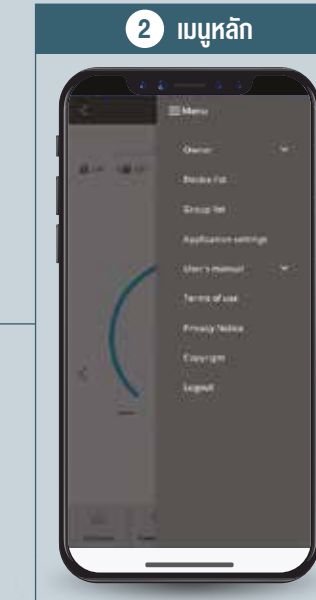 2 เมนูหลัก
Menu
Owner
Device list
Group list
Application settings
User's manual
Terms of use
Privacy Notice
Copyright
Logout